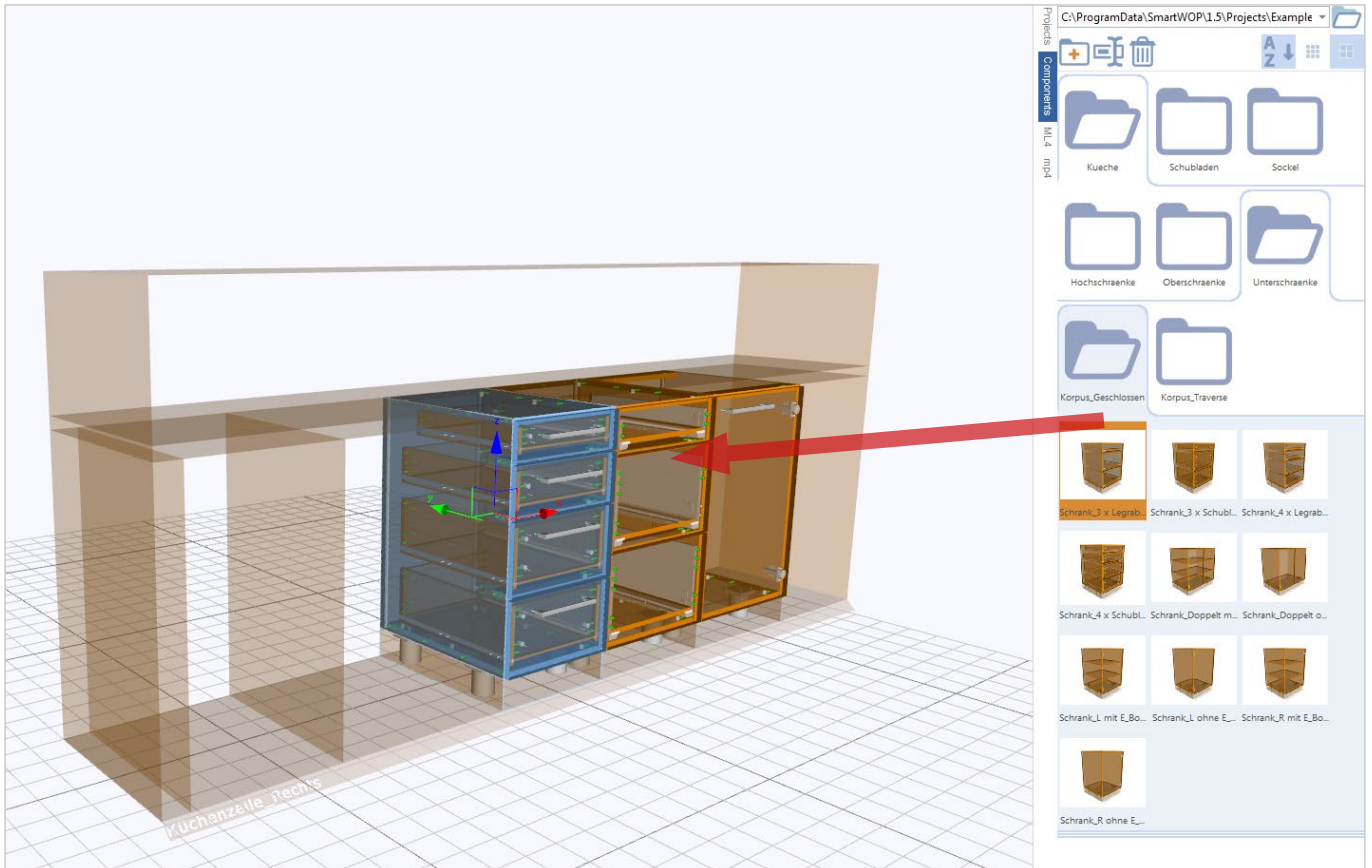 C:\ProgramData\SmartWOP\1.5\Projects\Example
Projects
Components
ML4
mp4
A
Z
Kueche
Schubladen
Sockel
Hochschraenke
Oberschraenke
Unterschraenke
Korpus_Geschlossen
Korpus_Traverse
Schrank_3 x Legrab...
Schrank_3 x Schubl...
Schrank_4 x Legrab...
Schrank_4 x Schubl...
Schrank_Doppelt m...
Schrank_Doppelt o...
Schrank_L mit E_Bo...
Schrank_L ohne E_...
Schrank_R mit E_Bo...
Schrank_R ohne E_...
z
y
Kuchenzeile_Rechts